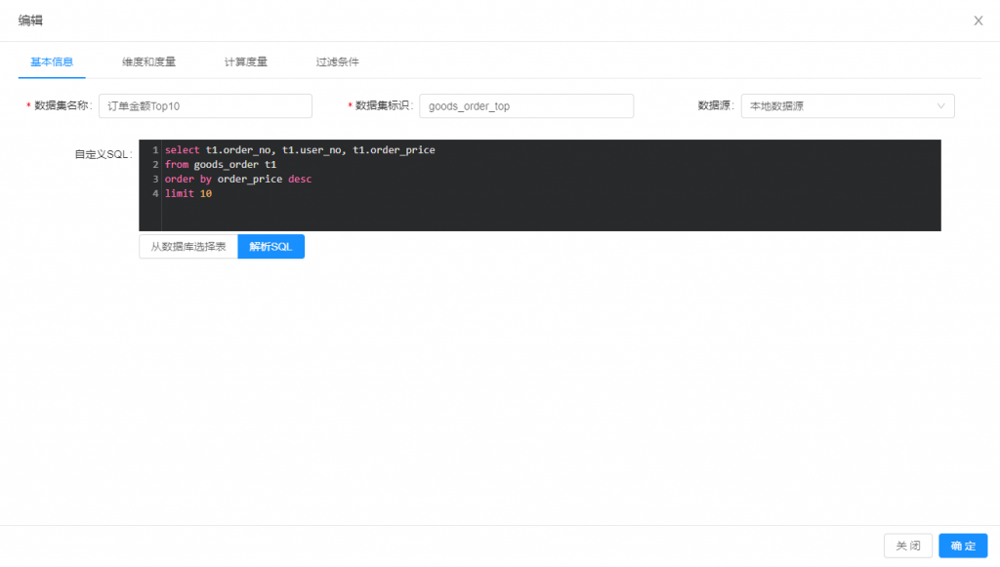 编辑
基本信息 维度和度量 计算度量 过滤条件
* 数据集名称: 订单金额Top10 * 数据集标识: goods_order_top 数据源: 本地数据源
自定义SQL:
1 select t1.order_no, t1.user_no, t1.order_price
2 from goods_order t1
3 order by order_price desc
4 limit 10
从数据库选择表 解析SQL
关闭 确定